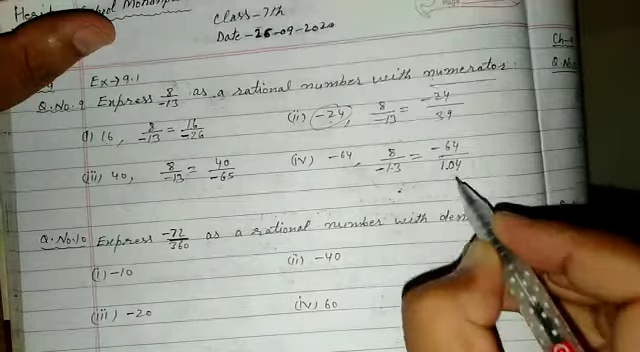 Class-7th
Date-26-09-2020
Ex→9.1
Q.No.9 Express 8/-13 as a rational number with numerator.
(i) 16, 8/-13 = 16/-26
(ii) -24, 8/-13 = -24/39
(iii) 40, 8/-13 = 40/-65
(iv) -64, 8/-13 = -64/104
Q.No.10 Express -72/360 as a rational number with
(i) -10
(ii) -40
(iii) -20
(iv) 60